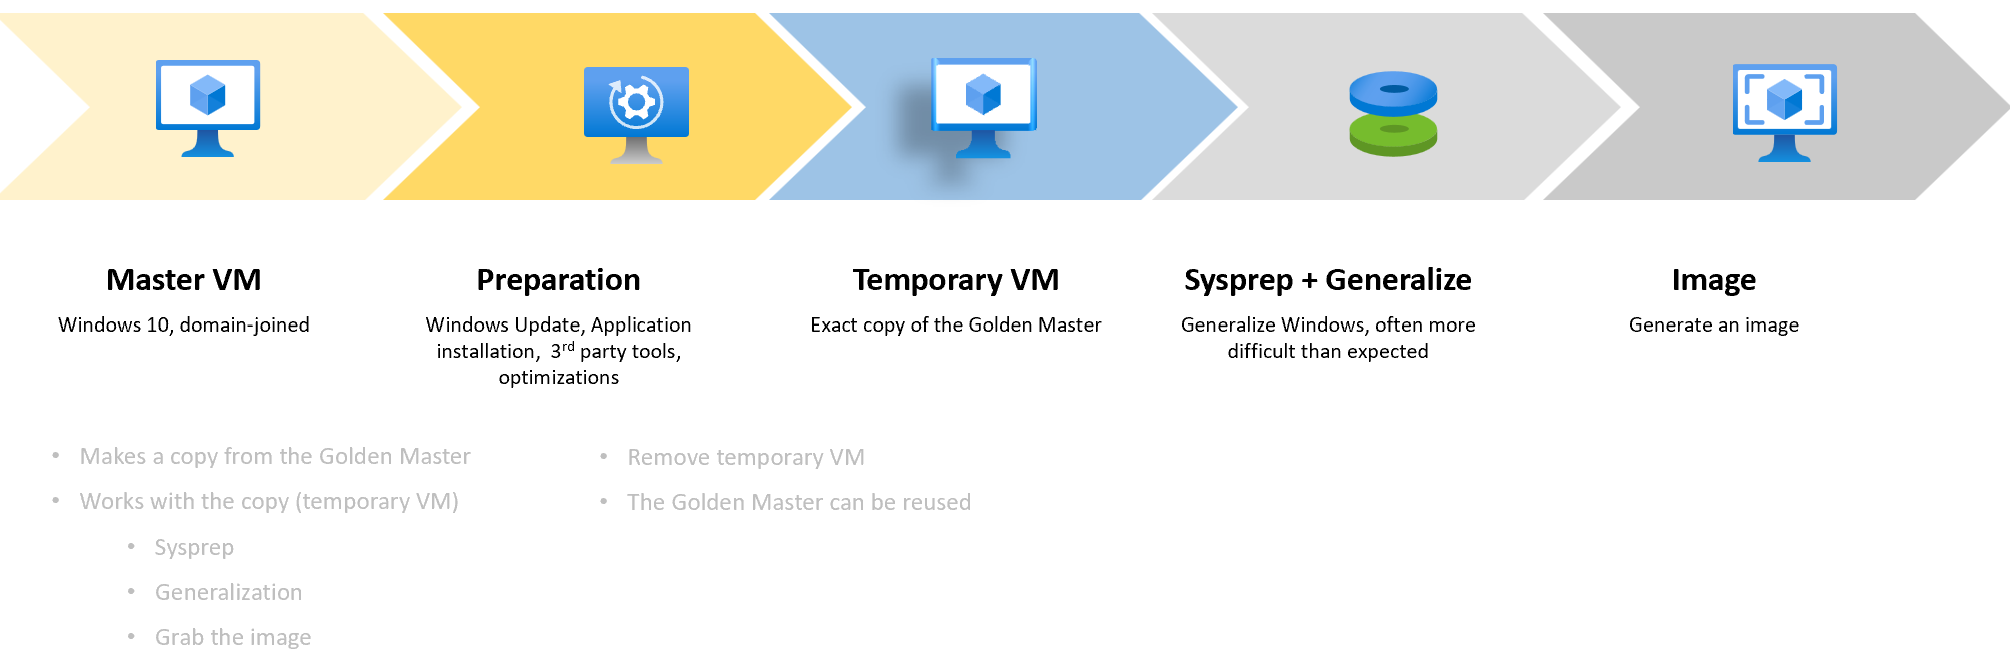 Master VM
Windows 10, domain-joined
Preparation
Windows Update, Application
installation,  3rd party tools,
optimizations
Temporary VM
Exact copy of the Golden Master
Sysprep + Generalize
Generalize Windows, often more
difficult than expected
Image
Generate an image
• Makes a copy from the Golden Master
• Works with the copy (temporary VM)
• Sysprep
• Generalization
• Grab the image
• Remove temporary VM
• The Golden Master can be reused